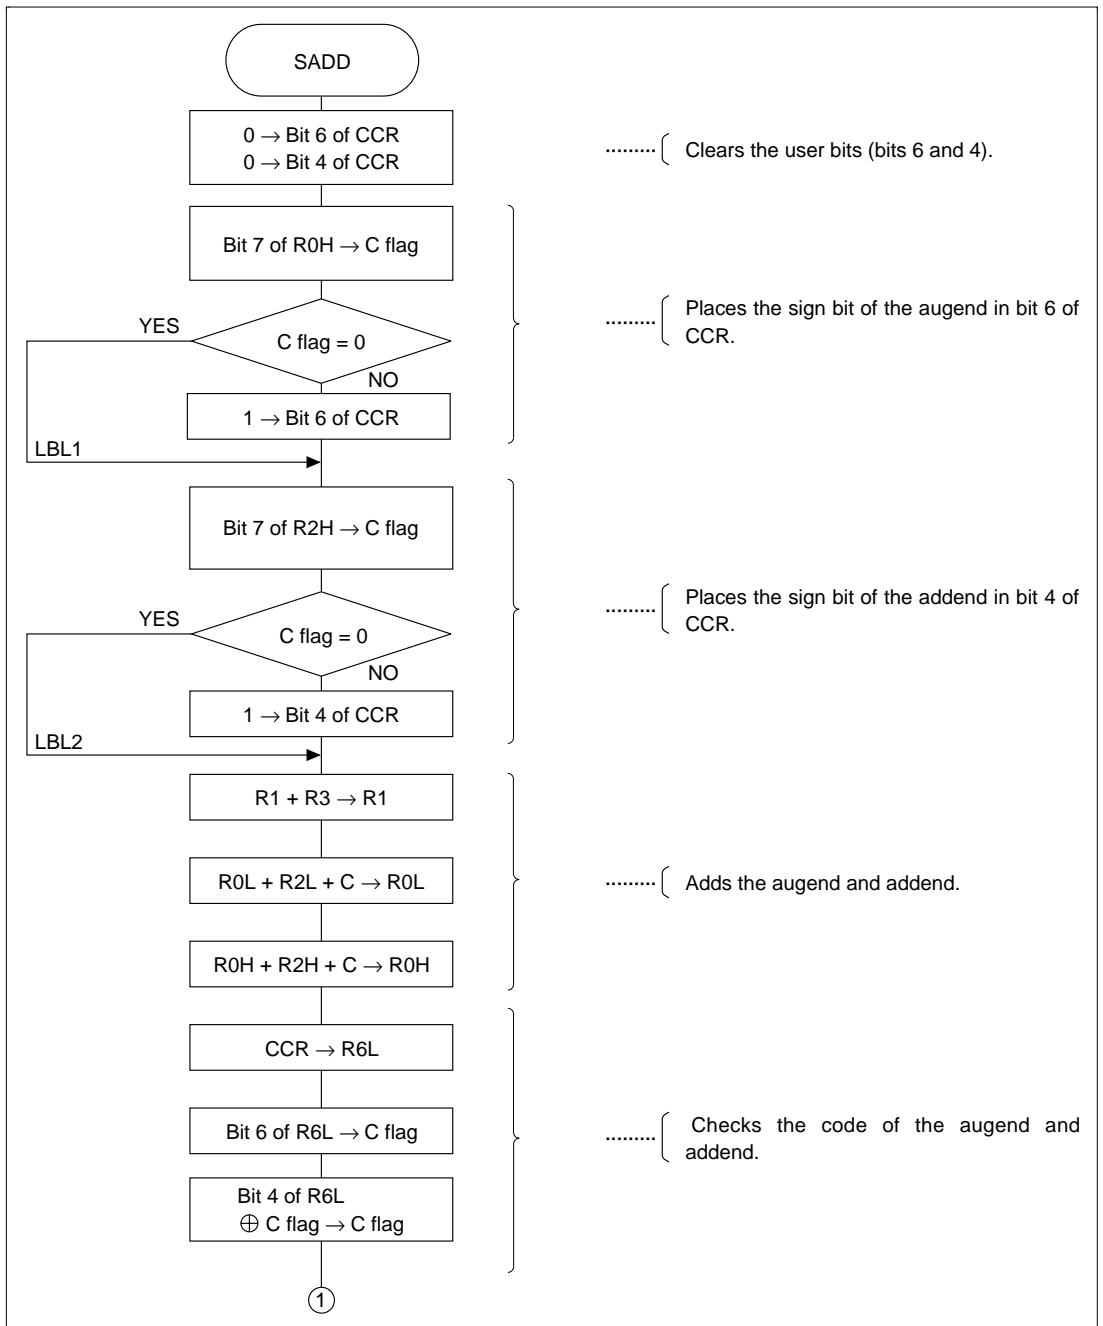 SADD
0 → Bit 6 of CCR
0 → Bit 4 of CCR
......... Clears the user bits (bits 6 and 4).
Bit 7 of R0H → C flag
......... Places the sign bit of the augend in bit 6 of
CCR.
YES
C flag = 0
NO
1 → Bit 6 of CCR
LBL1
Bit 7 of R2H → C flag
......... Places the sign bit of the addend in bit 4 of
CCR.
YES
C flag = 0
NO
1 → Bit 4 of CCR
LBL2
R1 + R3 → R1
R0L + R2L + C → R0L
......... Adds the augend and addend.
R0H + R2H + C → R0H
CCR → R6L
Bit 6 of R6L → C flag
......... Checks the code of the augend and
addend.
Bit 4 of R6L
⊕ C flag → C flag
1